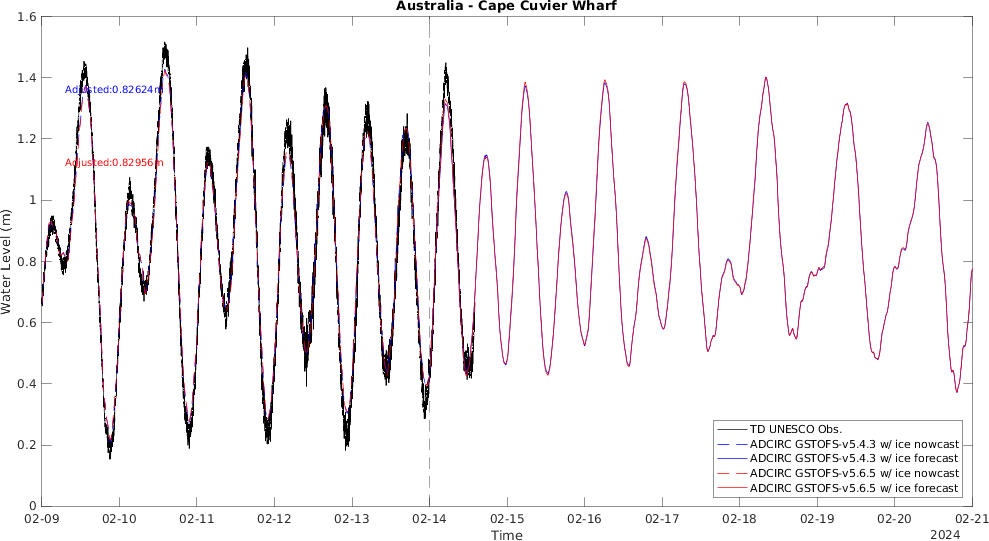 Australia - Cape Cuvier Wharf
1.6
1.4
1.2
1
0.8
0.6
0.4
0.2
0
Water Level (m)
Adjusted:0.82624m
Adjusted:0.82956m
TD UNESCO Obs.
ADCIRC GSTOFS-v5.4.3 w/ ice nowcast
ADCIRC GSTOFS-v5.4.3 w/ ice forecast
ADCIRC GSTOFS-v5.6.5 w/ ice nowcast
ADCIRC GSTOFS-v5.6.5 w/ ice forecast
02-09 02-10 02-11 02-12 02-13 02-14 02-15 02-16 02-17 02-18 02-19 02-20 02-21
Time
2024